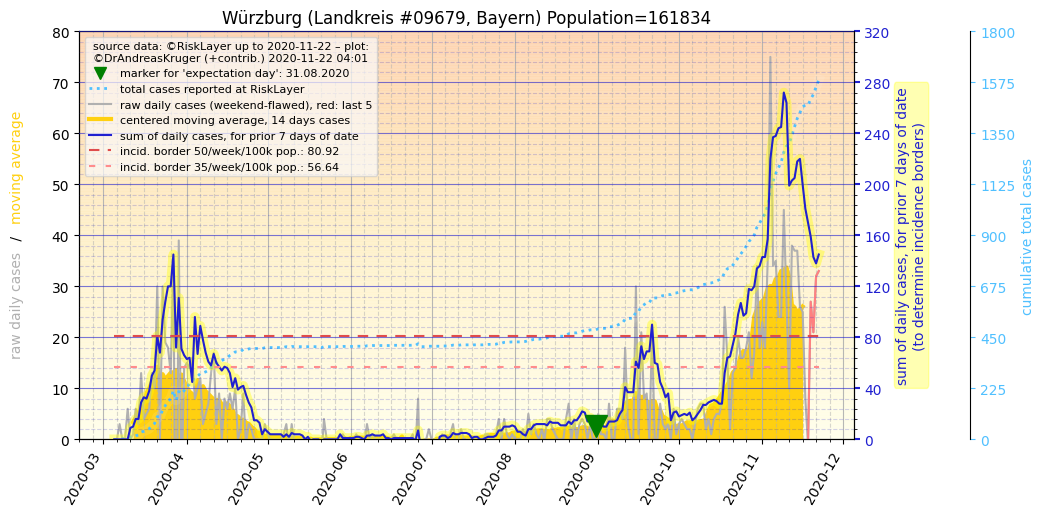 Würzburg (Landkreis #09679, Bayern) Population=161834
source data: ©RiskLayer up to 2020-11-22 – plot:
©DrAndreasKruger (+contrib.) 2020-11-22 04:01
marker for 'expectation day': 31.08.2020
total cases reported at RiskLayer
raw daily cases (weekend-flawed), red: last 5
centered moving average, 14 days cases
sum of daily cases, for prior 7 days of date
incid. border 50/week/100k pop.: 80.92
incid. border 35/week/100k pop.: 56.64
raw daily cases / moving average
80
70
60
50
40
30
20
10
0
2020-03
2020-04
2020-05
2020-06
2020-07
2020-08
2020-09
2020-10
2020-11
2020-12
320
280
240
200
160
120
80
40
0
sum of daily cases, for prior 7 days of date
(to determine incidence borders)
1800
1575
1350
1125
900
675
450
225
0
cumulative total cases